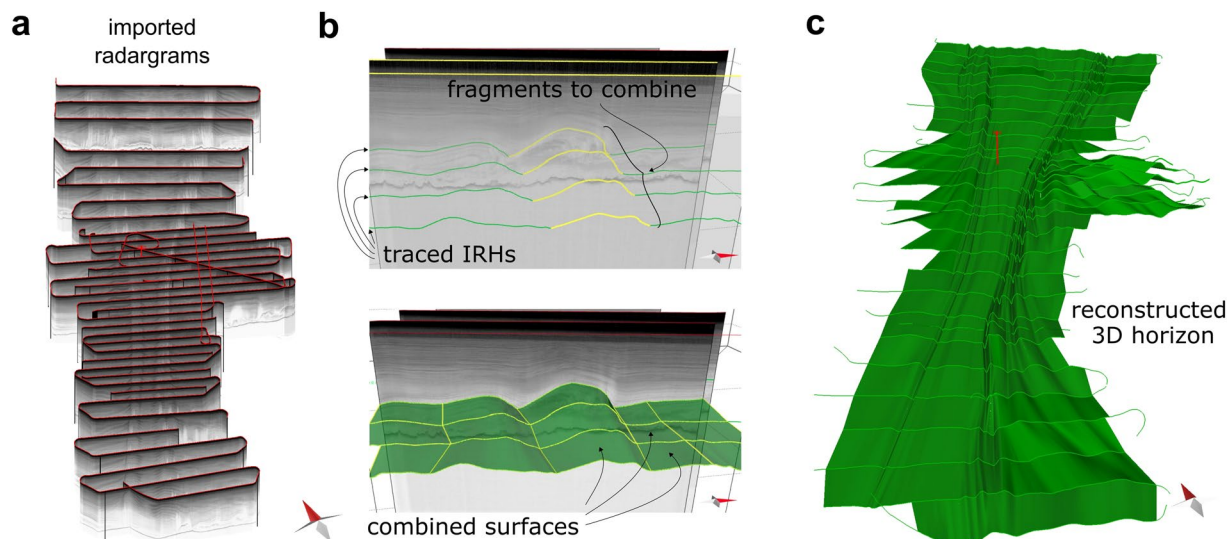 a
imported
radargrams
b
fragments to combine
traced IRHs
combined surfaces
c
reconstructed
3D horizon